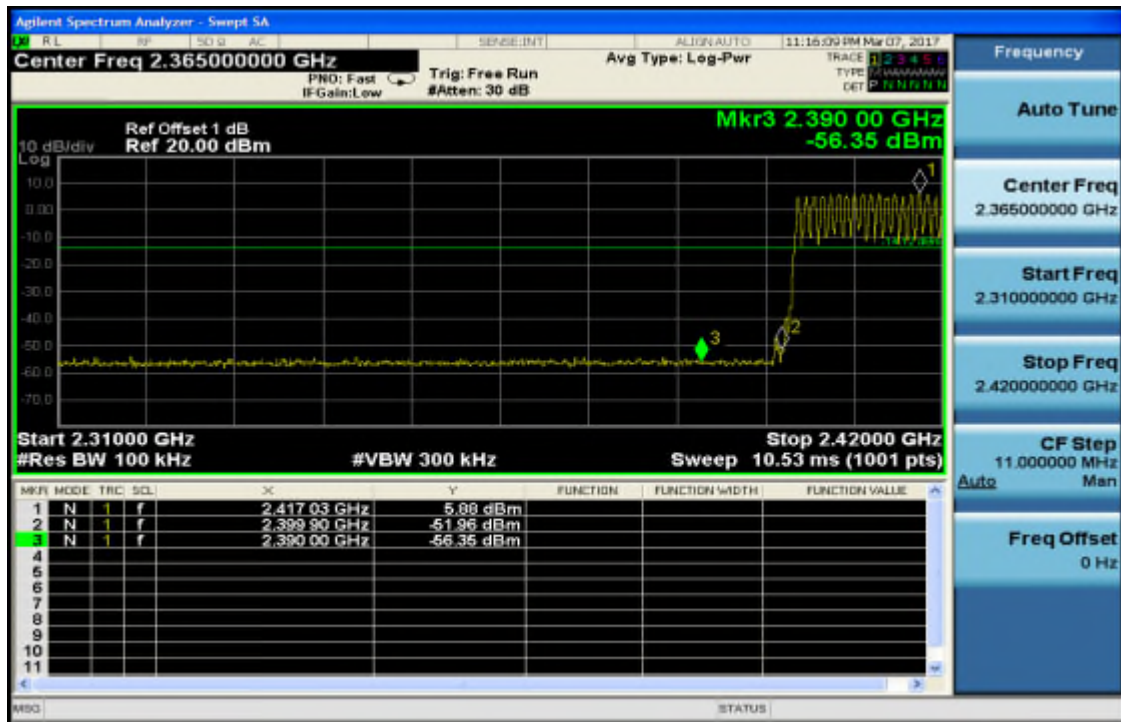 Agilent Spectrum Analyzer - Swept SA
RL RF 50 Ω AC SENSE:INT ALIGN AUTO 11:16:09 PM Mar 07, 2017
Center Freq 2.365000000 GHz
PNO: Fast
IFGain:Low
Trig: Free Run
#Atten: 30 dB
Avg Type: Log-Pwr
TRACE 1 2 3 4 5 6
TYPE
DET P N N N N N
Ref Offset 1 dB
Ref 20.00 dBm
10 dB/div
Log
Mkr3 2.390 00 GHz
-56.35 dBm
10.0
0.00
-10.0
-20.0
-30.0
-40.0
-50.0
-60.0
-70.0
1
2
3
Start 2.31000 GHz
Stop 2.42000 GHz
#Res BW 100 kHz
#VBW 300 kHz
Sweep 10.53 ms (1001 pts)
MKR MODE TRC SCL X Y FUNCTION FUNCTION WIDTH FUNCTION VALUE
1 N 1 f 2.417 03 GHz 5.88 dBm
2 N 1 f 2.399 90 GHz -51.96 dBm
3 N 1 f 2.390 00 GHz -56.35 dBm
4
5
6
7
8
9
10
11
MSG
STATUS
Frequency
Auto Tune
Center Freq
2.365000000 GHz
Start Freq
2.310000000 GHz
Stop Freq
2.420000000 GHz
CF Step
11.000000 MHz
Auto Man
Freq Offset
0 Hz